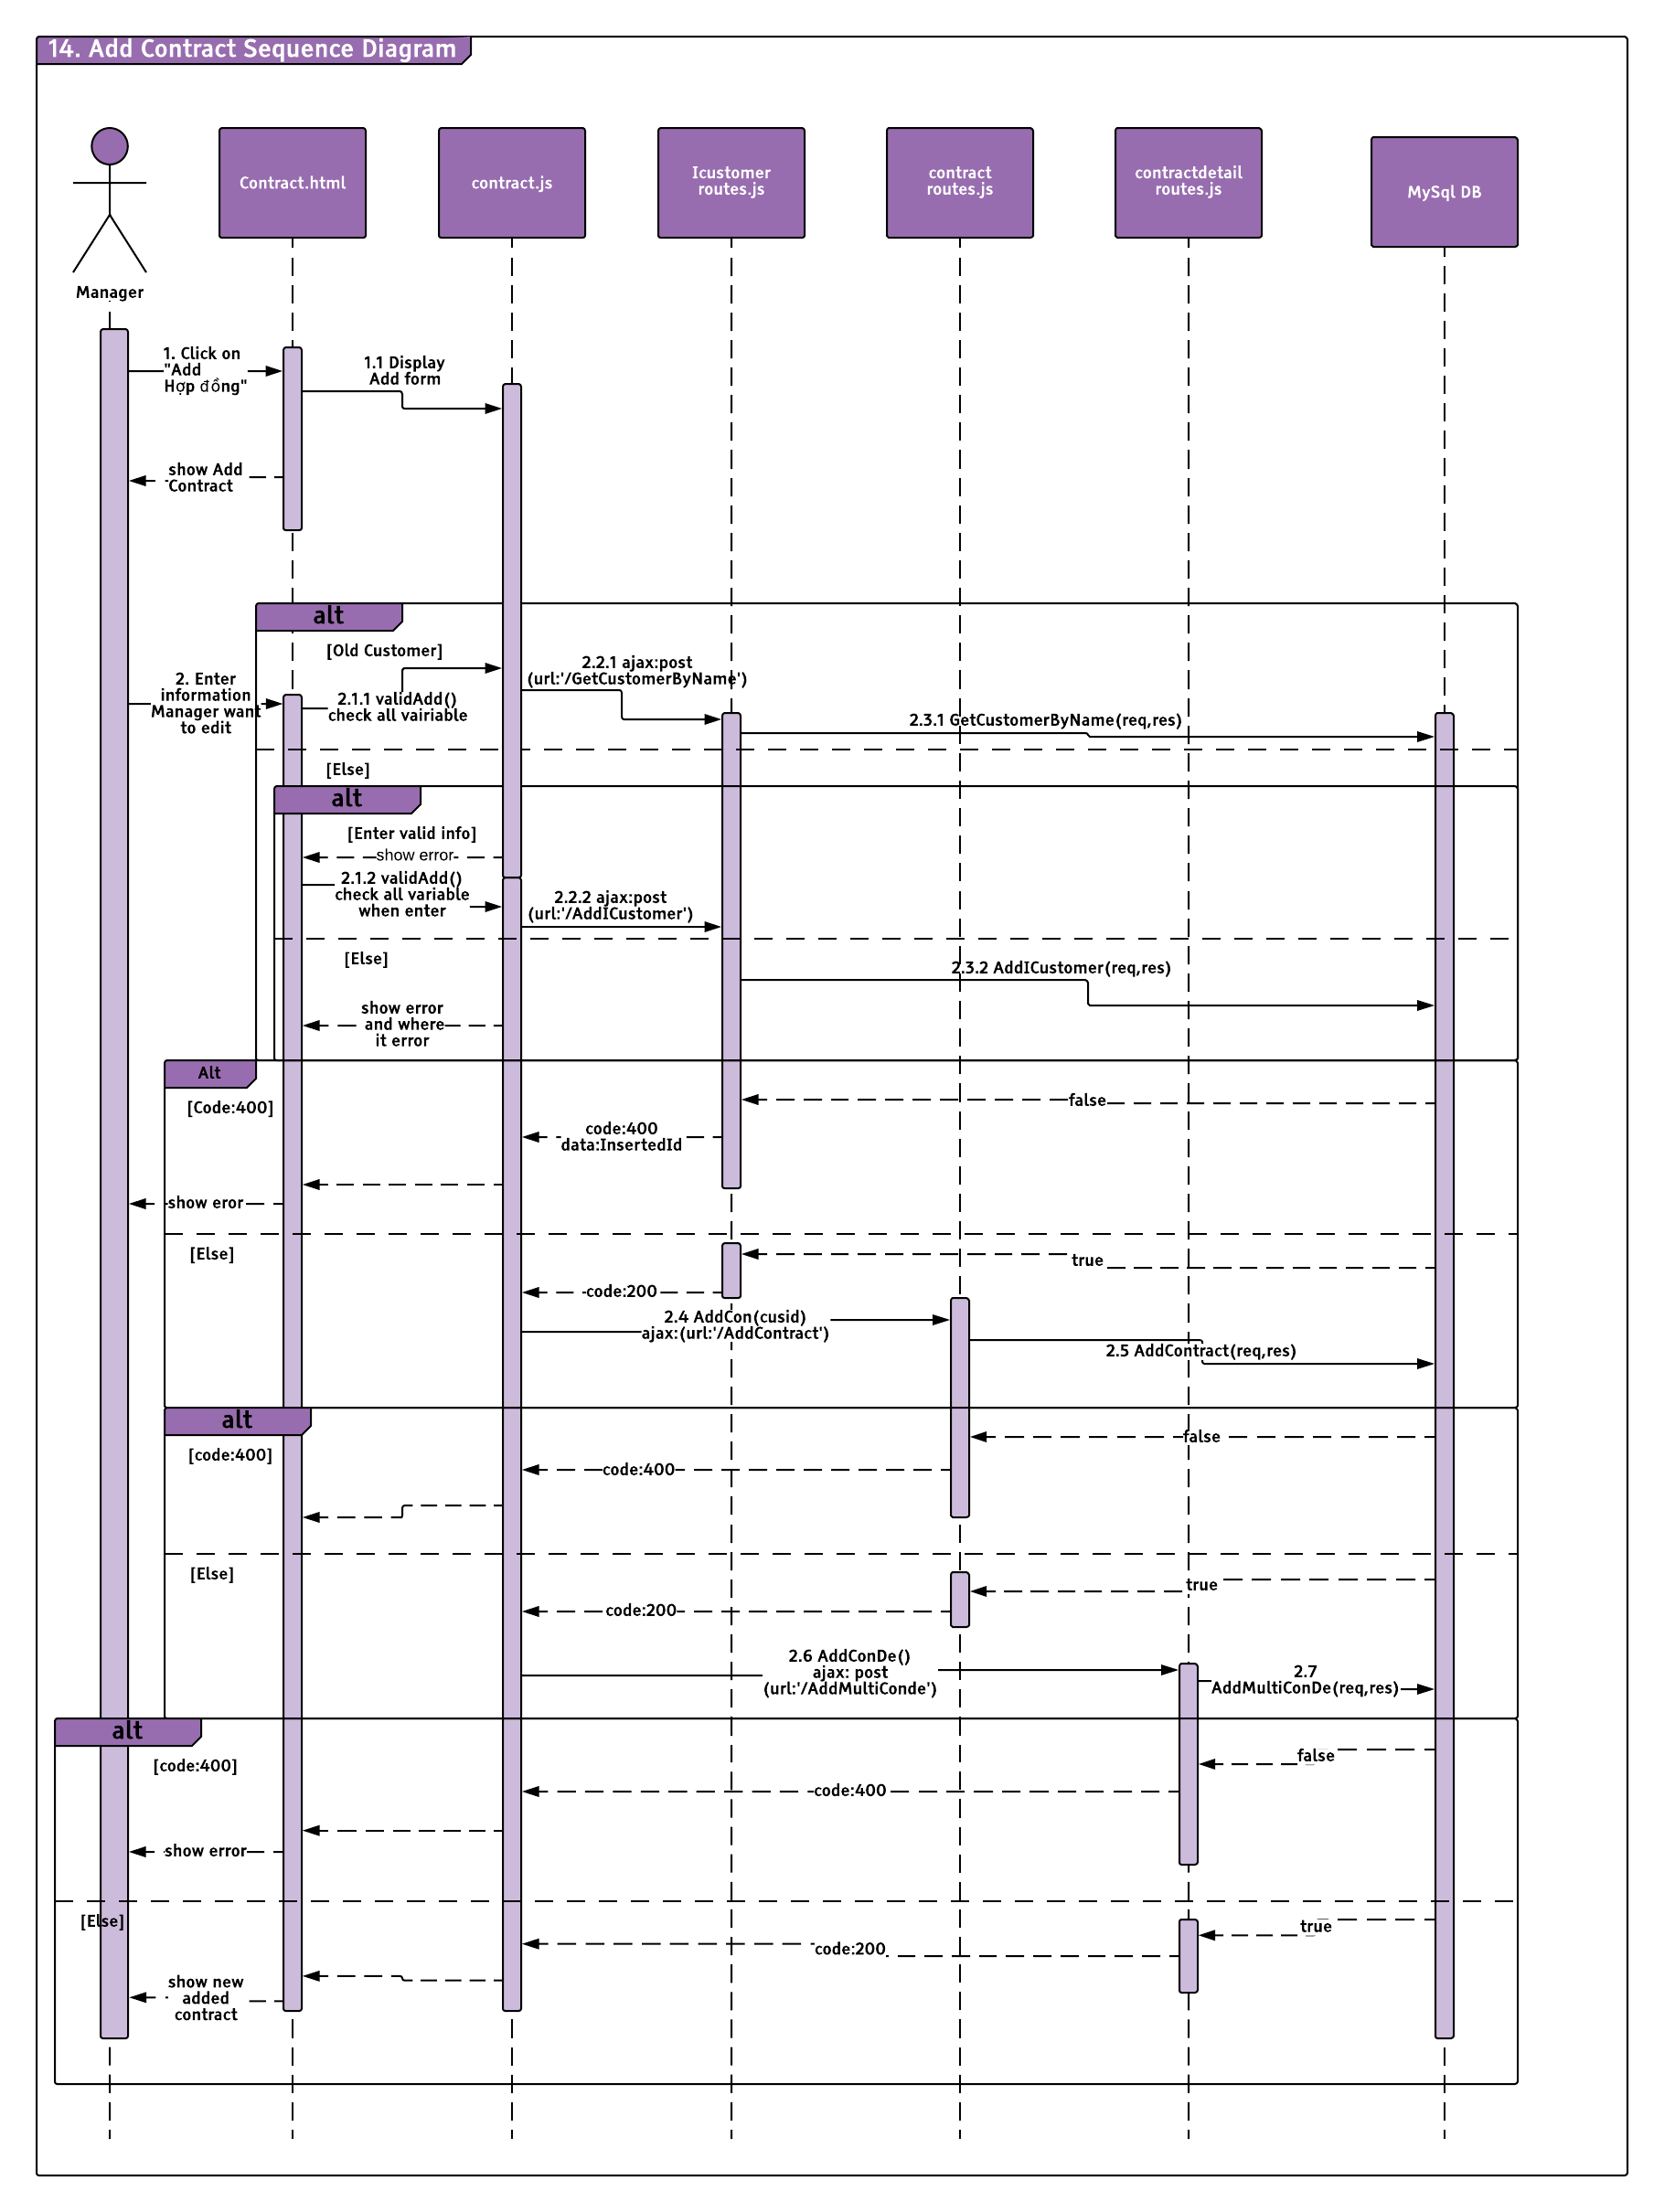 14. Add Contract Sequence Diagram
Manager
Contract.html
contract.js
Icustomer
routes.js
contract
routes.js
contractdetail
routes.js
MySql DB
1. Click on
"Add
Hợp đồng"
1.1 Display
Add form
show Add
Contract
alt
[Old Customer]
2. Enter
information
Manager want
to edit
2.1.1 validAdd()
check all vairiable
2.2.1 ajax:post
(url:'/GetCustomerByName')
2.3.1 GetCustomerByName(req,res)
[Else]
alt
[Enter valid info]
show error
2.1.2 validAdd()
check all variable
when enter
2.2.2 ajax:post
(url:'/AddICustomer')
[Else]
2.3.2 AddICustomer(req,res)
show error
and where
it error
Alt
[Code:400]
false
code:400
data:InsertedId
show eror
[Else]
true
code:200
2.4 AddCon(cusid)
ajax:(url:'/AddContract')
2.5 AddContract(req,res)
alt
[code:400]
false
code:400
[Else]
true
code:200
2.6 AddConDe()
ajax: post
(url:'/AddMultiConde')
2.7
AddMultiConDe(req,res)
alt
[code:400]
false
code:400
show error
[Else]
true
code:200
show new
added
contract